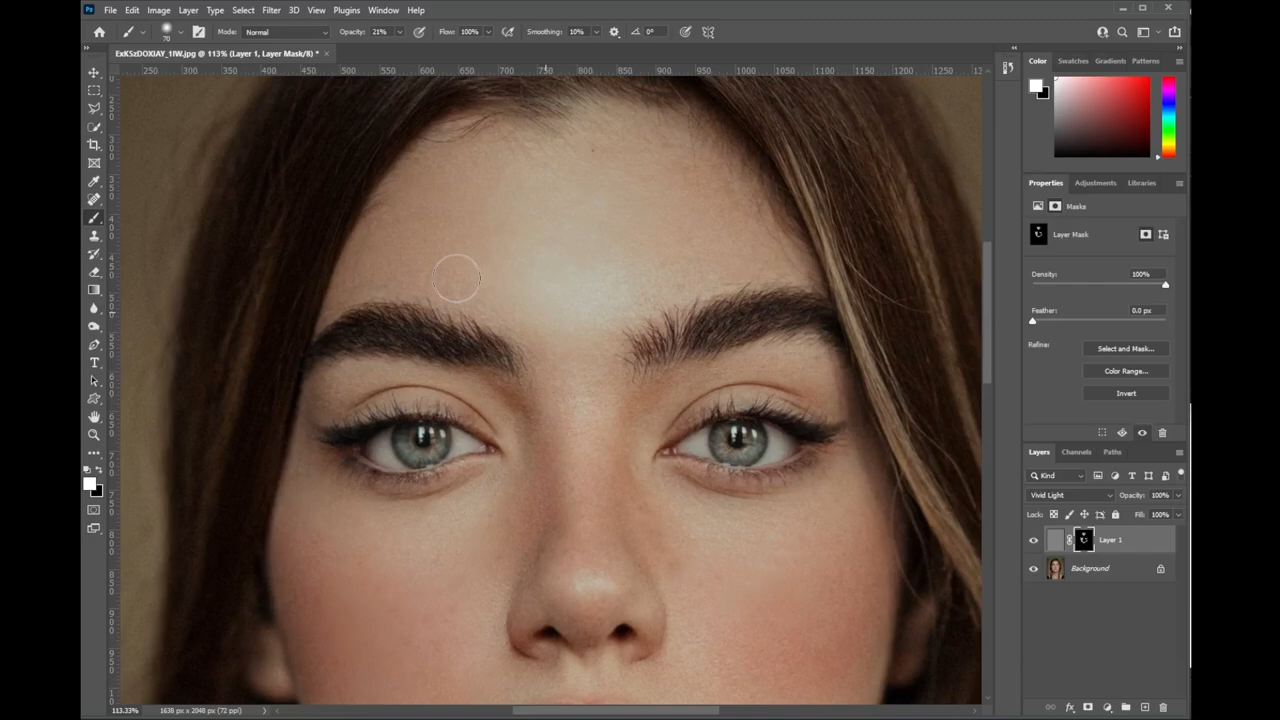 Ps File Edit Image Layer Type Select Filter 3D View Plugins Window Help
70 Mode: Normal Opacity: 21% Flow: 100% Smoothing: 10% 0°
ExK5zDOXIAY_1IW.jpg @ 113% (Layer 1, Layer Mask/8) * ×
250 300 350 400 450 500 550 600 650 700 750 800 850 900 950 1000 1050 1100 1150 1200 1250
Color Swatches Gradients Patterns
Properties Adjustments Libraries
Masks
Layer Mask
Density: 100%
Feather: 0.0 px
Refine: Select and Mask...
Color Range...
Invert
Layers Channels Paths
Kind
Vivid Light Opacity: 100%
Lock: Fill: 100%
Layer 1
Background
113.33% 1638 px x 2048 px (72 ppi)